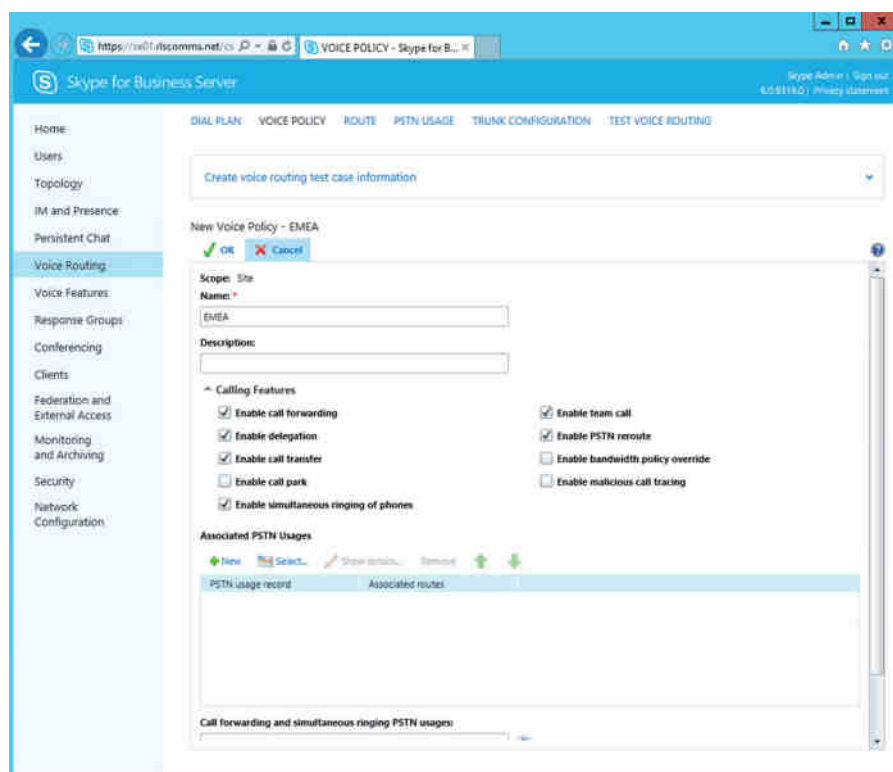 VOICE POLICY - Skype for B...
Skype for Business Server
Skype Admin | Sign out
Privacy statement
DIAL PLAN VOICE POLICY ROUTE PSTN USAGE TRUNK CONFIGURATION TEST VOICE ROUTING
Home
Users
Topology
IM and Presence
Persistent Chat
Voice Routing
Voice Features
Response Groups
Conferencing
Clients
Federation and
External Access
Monitoring
and Archiving
Security
Network
Configuration
Create voice routing test case information
New Voice Policy - EMEA
OK Cancel
Scope: Site
Name: *
EMEA
Description:
Calling Features
Enable call forwarding Enable team call
Enable delegation Enable PSTN reroute
Enable call transfer Enable bandwidth policy override
Enable call park Enable malicious call tracing
Enable simultaneous ringing of phones
Associated PSTN Usages
New Select... Show details... Remove
PSTN usage record Associated routes
Call forwarding and simultaneous ringing PSTN usages: